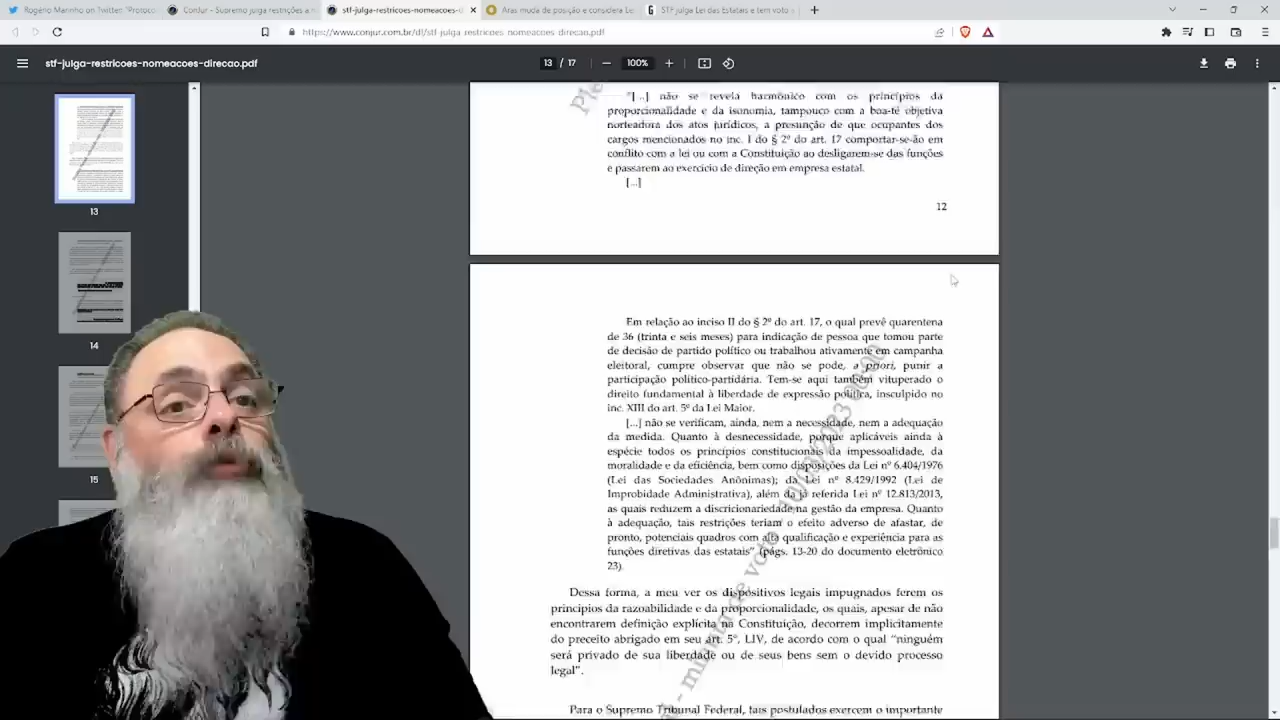 Rogério Marinho on Twitter: "Protoco
ConJur - Supremo julga restrições a n
stf-julga-restricoes-nomeacoes-d
Aras muda de posição e considera Lei
STF julga Lei das Estatais e tem voto
https://www.conjur.com.br/dl/stf-julga-restricoes-nomeacoes-direcao.pdf
stf-julga-restricoes-nomeacoes-direcao.pdf
13 / 17
100%
13
14
15
"[...] não se revela harmônico com os princípios da
proporcionalidade e da isonomia, tampouco com a boa-fé objetiva
norteadora dos atos jurídicos, a presunção de que ocupantes dos
cargos mencionados no inc. I do § 2º do art. 17 comportar-se-ão em
conflito com a lei ou com a Constituição ao desligarem-se das funções
e passarem ao exercício de direção em empresa estatal.
[...]
12
Em relação ao inciso II do § 2º do art. 17, o qual prevê quarentena
de 36 (trinta e seis meses) para indicação de pessoa que tomou parte
de decisão de partido político ou trabalhou ativamente em campanha
eleitoral, cumpre observar que não se pode, a priori, punir a
participação político-partidária. Tem-se aqui também vituperado o
direito fundamental à liberdade de expressão política, insculpido no
inc. XIII do art. 5º da Lei Maior.
[...] não se verificam, ainda, nem a necessidade, nem a adequação
da medida. Quanto à desnecessidade, porque aplicáveis ainda à
espécie todos os princípios constitucionais da impessoalidade, da
moralidade e da eficiência, bem como disposições da Lei nº 6.404/1976
(Lei das Sociedades Anônimas); da Lei nº 8.429/1992 (Lei de
Improbidade Administrativa), além da já referida Lei nº 12.813/2013,
as quais reduzem a discricionariedade na gestão da empresa. Quanto
à adequação, tais restrições teriam o efeito adverso de afastar, de
pronto, potenciais quadros com alta qualificação e experiência para as
funções diretivas das estatais" (págs. 13-20 do documento eletrônico
23).
Dessa forma, a meu ver os dispositivos legais impugnados ferem os
princípios da razoabilidade e da proporcionalidade, os quais, apesar de não
encontrarem definição explícita na Constituição, decorrem implicitamente
do preceito abrigado em seu art. 5º, LIV, de acordo com o qual "ninguém
será privado de sua liberdade ou de seus bens sem o devido processo
legal".
Para o Supremo Tribunal Federal, tais postulados exercem o importante